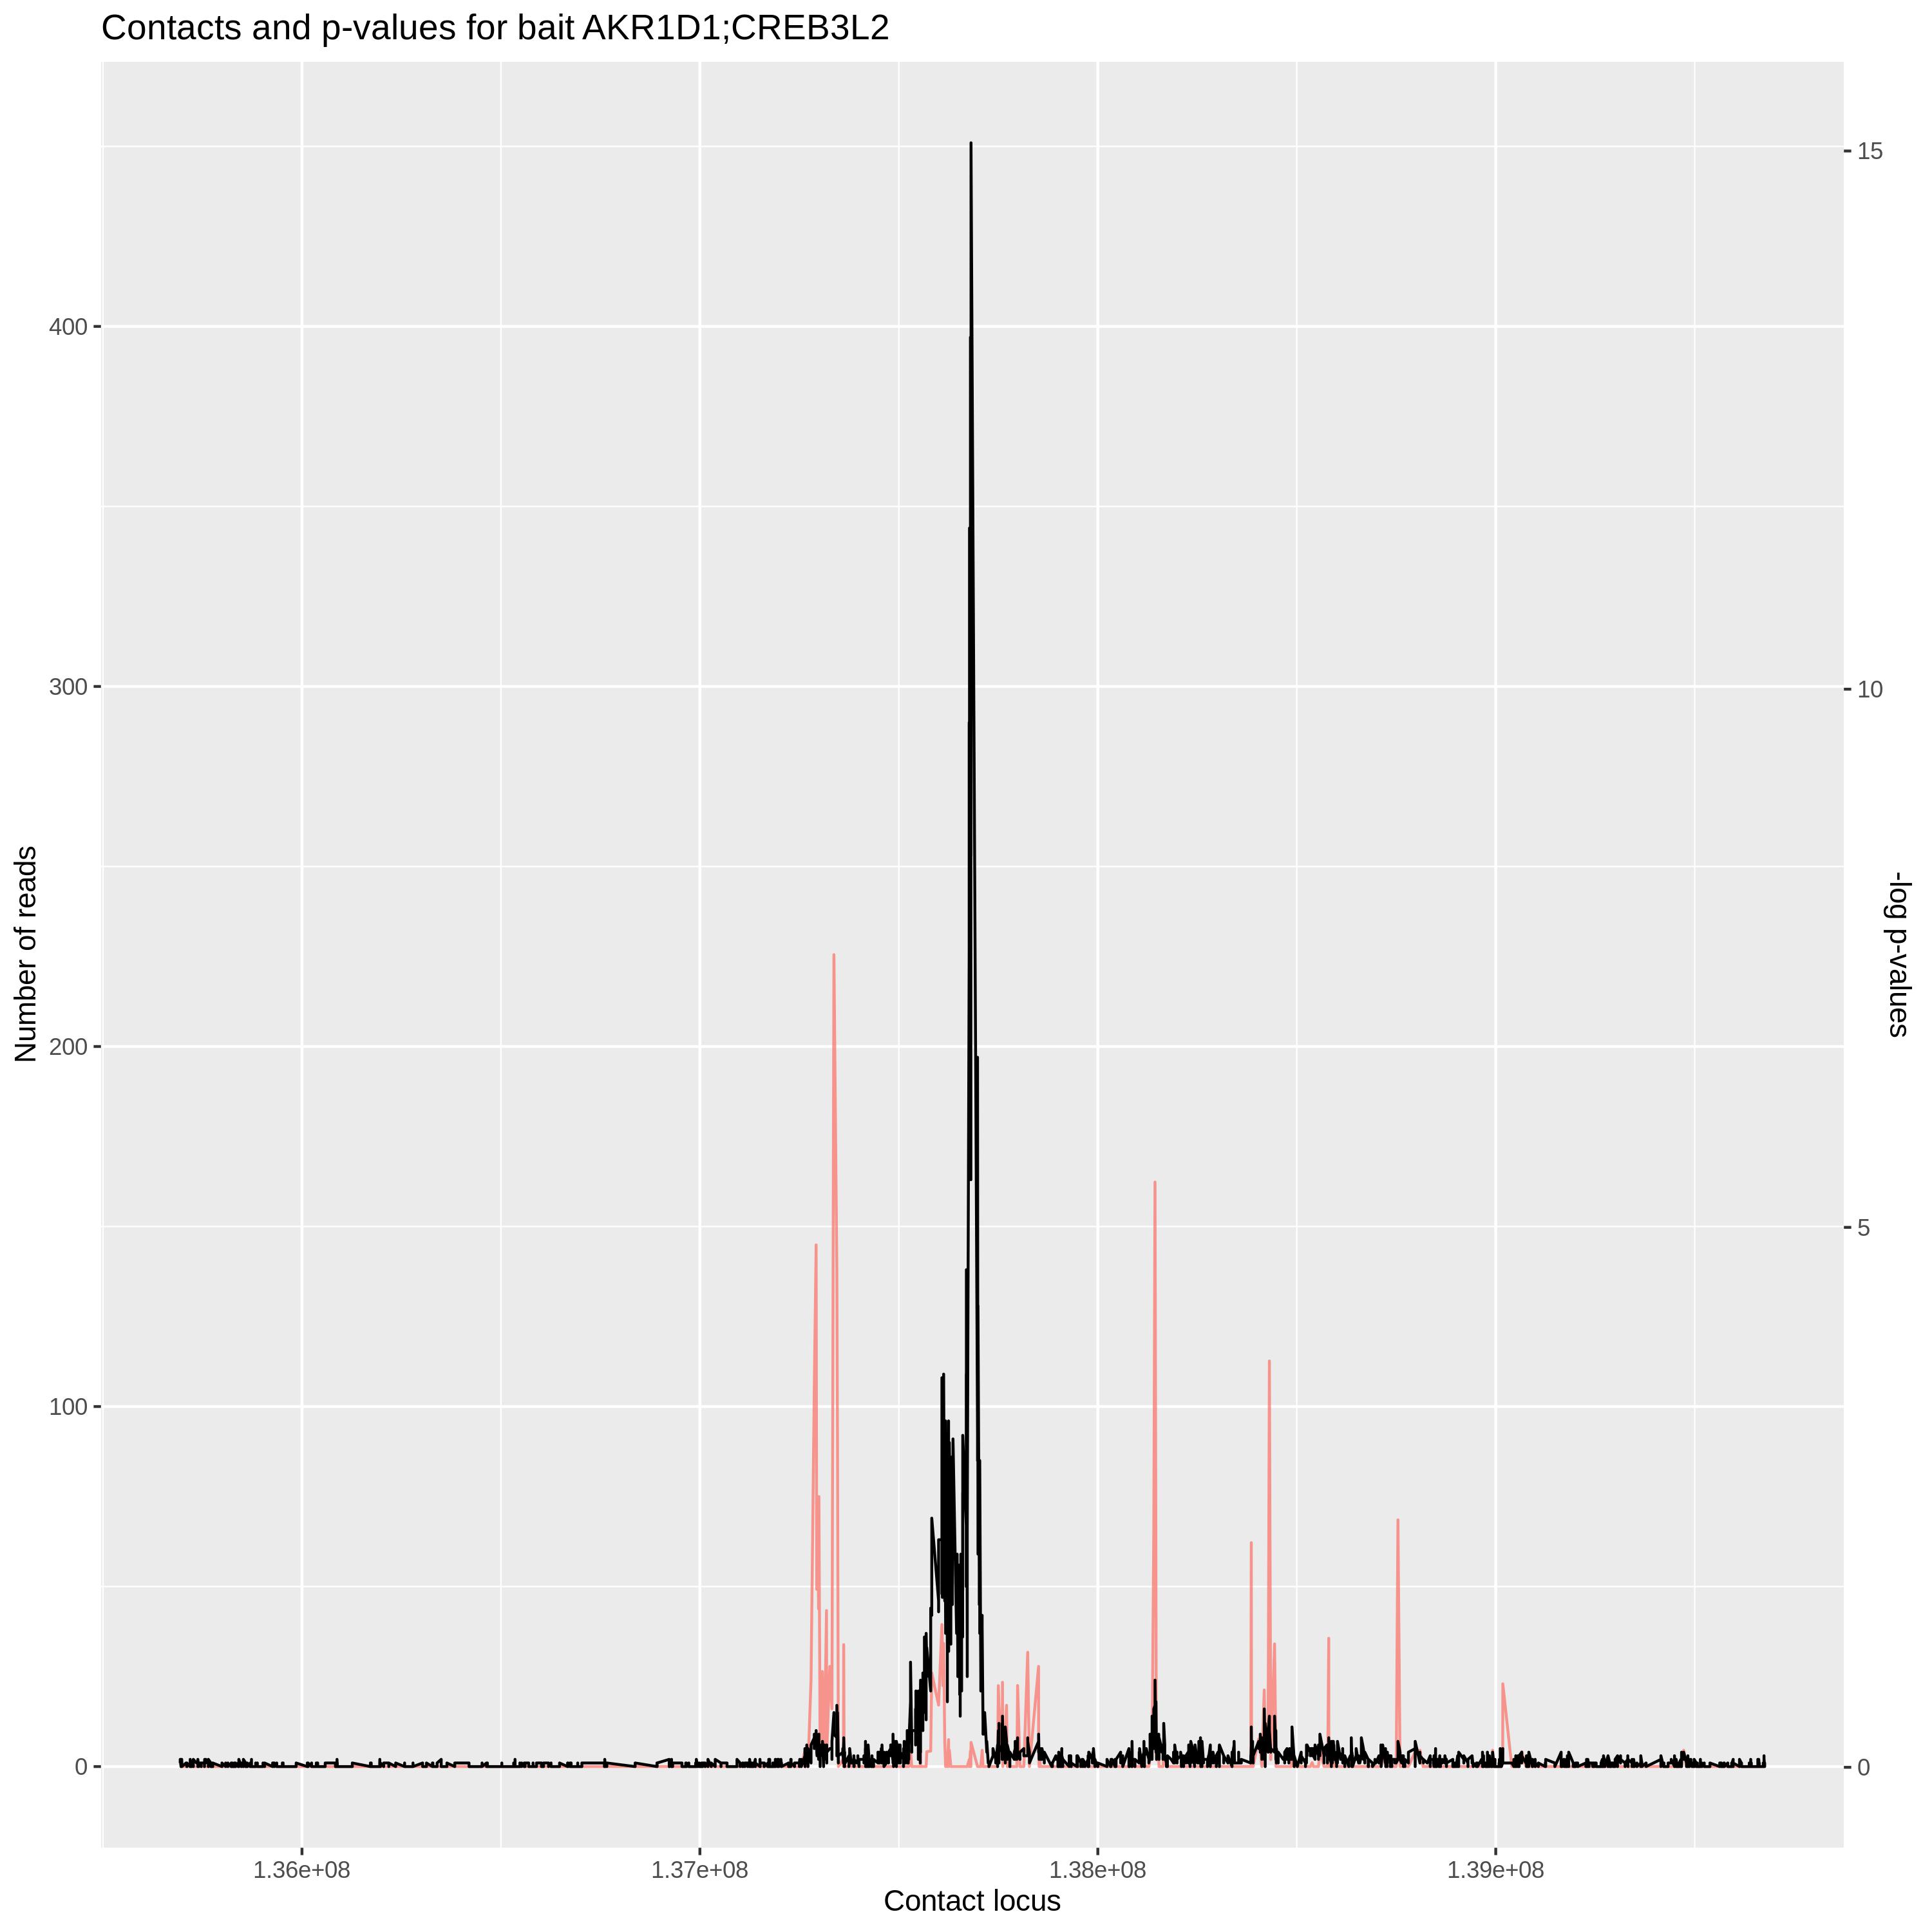 Contacts and p-values for bait AKR1D1;CREB3L2
Number of reads
400
300
200
100
0
15
10
5
0
-log p-values
1.36e+08
1.37e+08
1.38e+08
1.39e+08
Contact locus